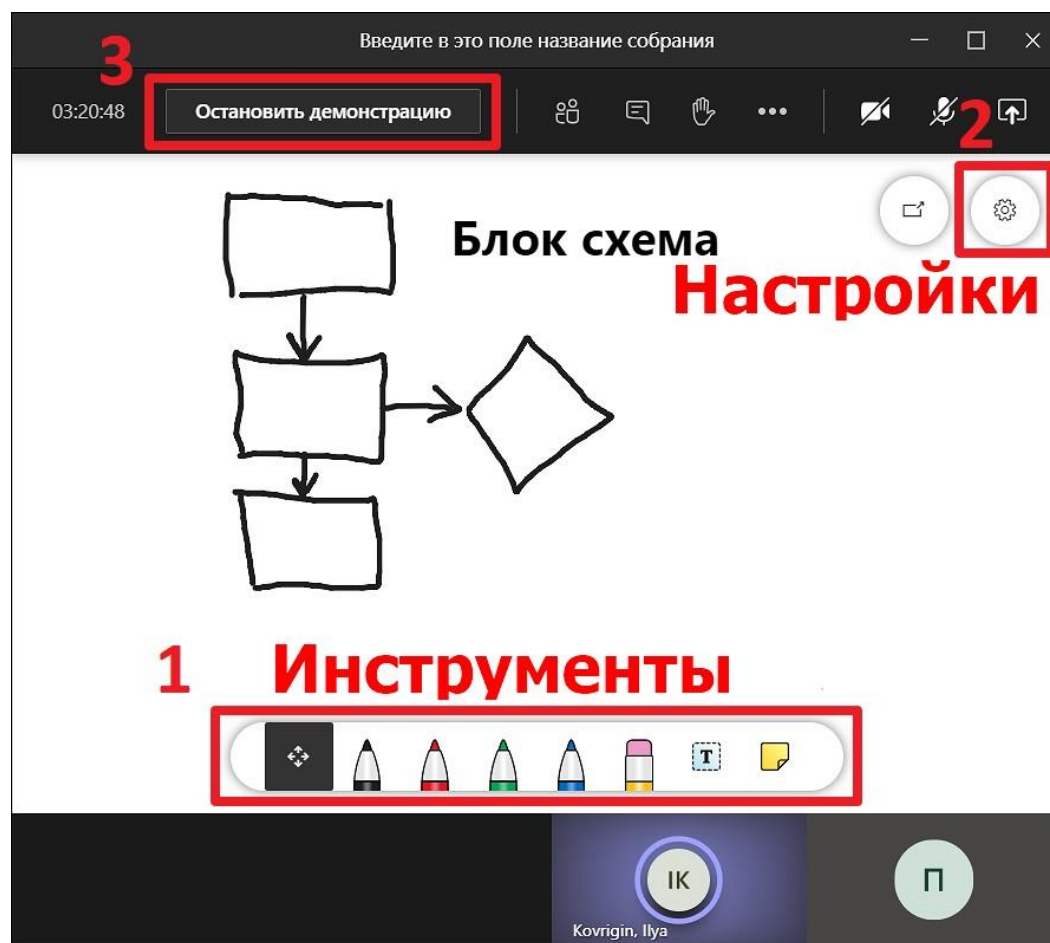 Введите в это поле название собрания
3
03:20:48
Остановить демонстрацию
2
Блок схема
Настройки
1 Инструменты
T
IK
П
Kovrigin, Ilya